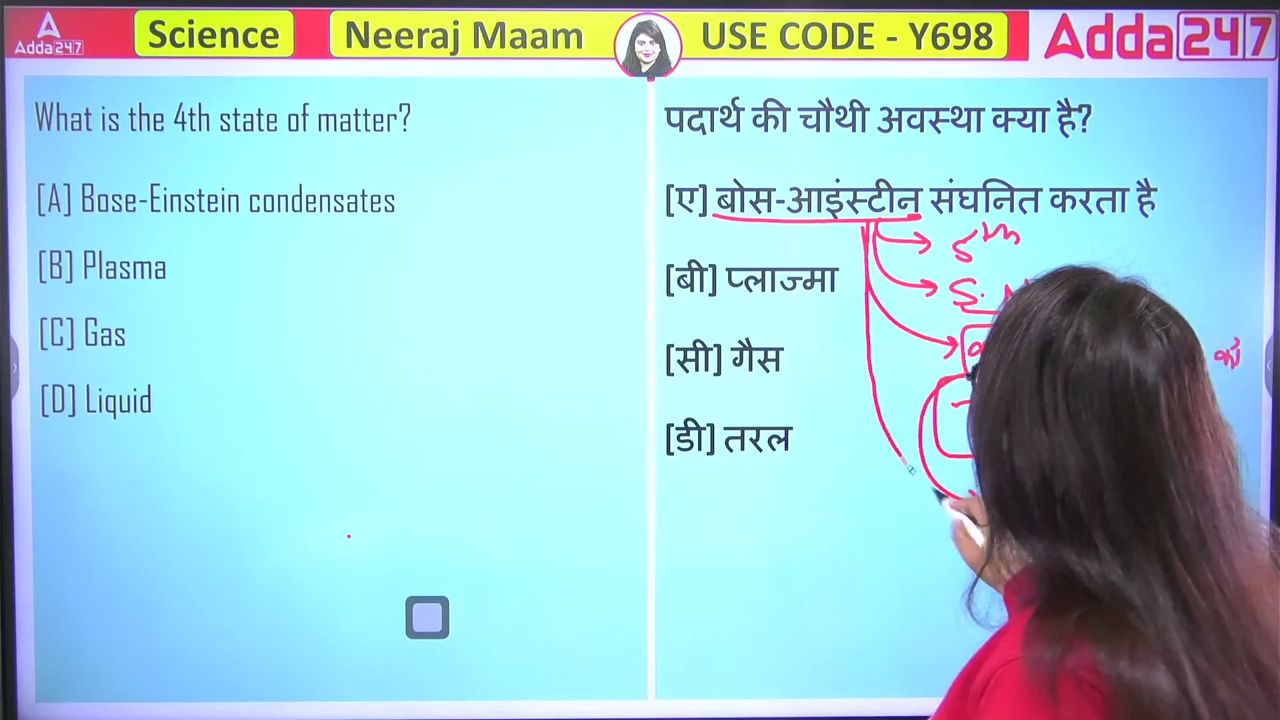 Adda247
Science
Neeraj Maam
USE CODE - Y698
Adda247
What is the 4th state of matter?
[A] Bose-Einstein condensates
[B] Plasma
[C] Gas
[D] Liquid
पदार्थ की चौथी अवस्था क्या है?
[ए] बोस-आइंस्टीन संघनित करता है
5th
[बी] प्लाज्मा
S.
[सी] गैस
[डी] तरल